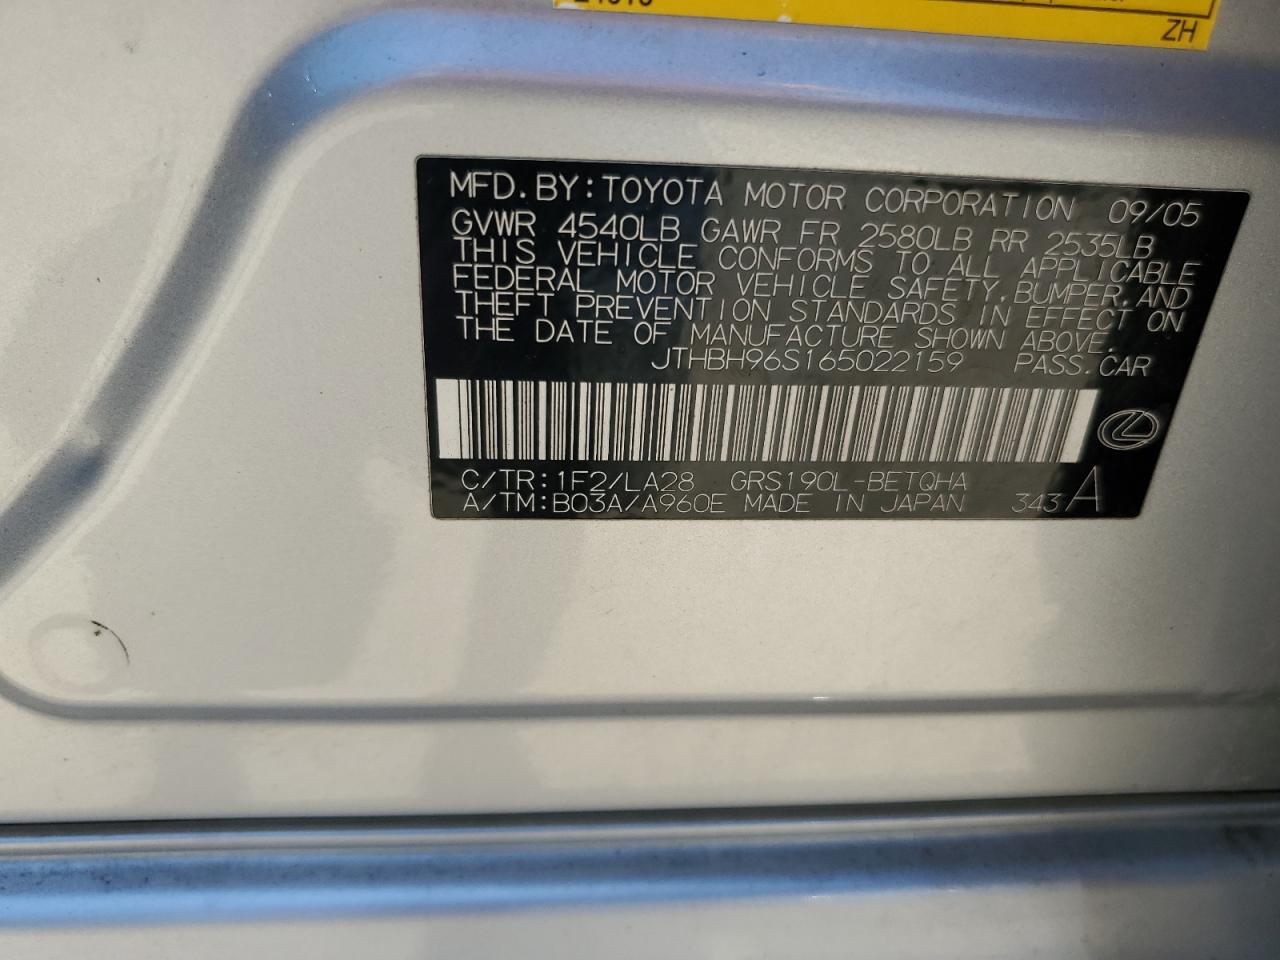 ZH
MFD. BY: TOYOTA MOTOR CORPORATION 09/05
GVWR 4540LB GAWR FR 2580LB RR 2535LB
THIS VEHICLE CONFORMS TO ALL APPLICABLE
FEDERAL MOTOR VEHICLE SAFETY, BUMPER, AND
THEFT PREVENTION STANDARDS IN EFFECT ON
THE DATE OF MANUFACTURE SHOWN ABOVE.
JTHBH96S165022159 PASS. CAR
C/TR: 1F2/LA28 GRS190L-BETQHA
A/TM: B03A/A960E MADE IN JAPAN 343 A